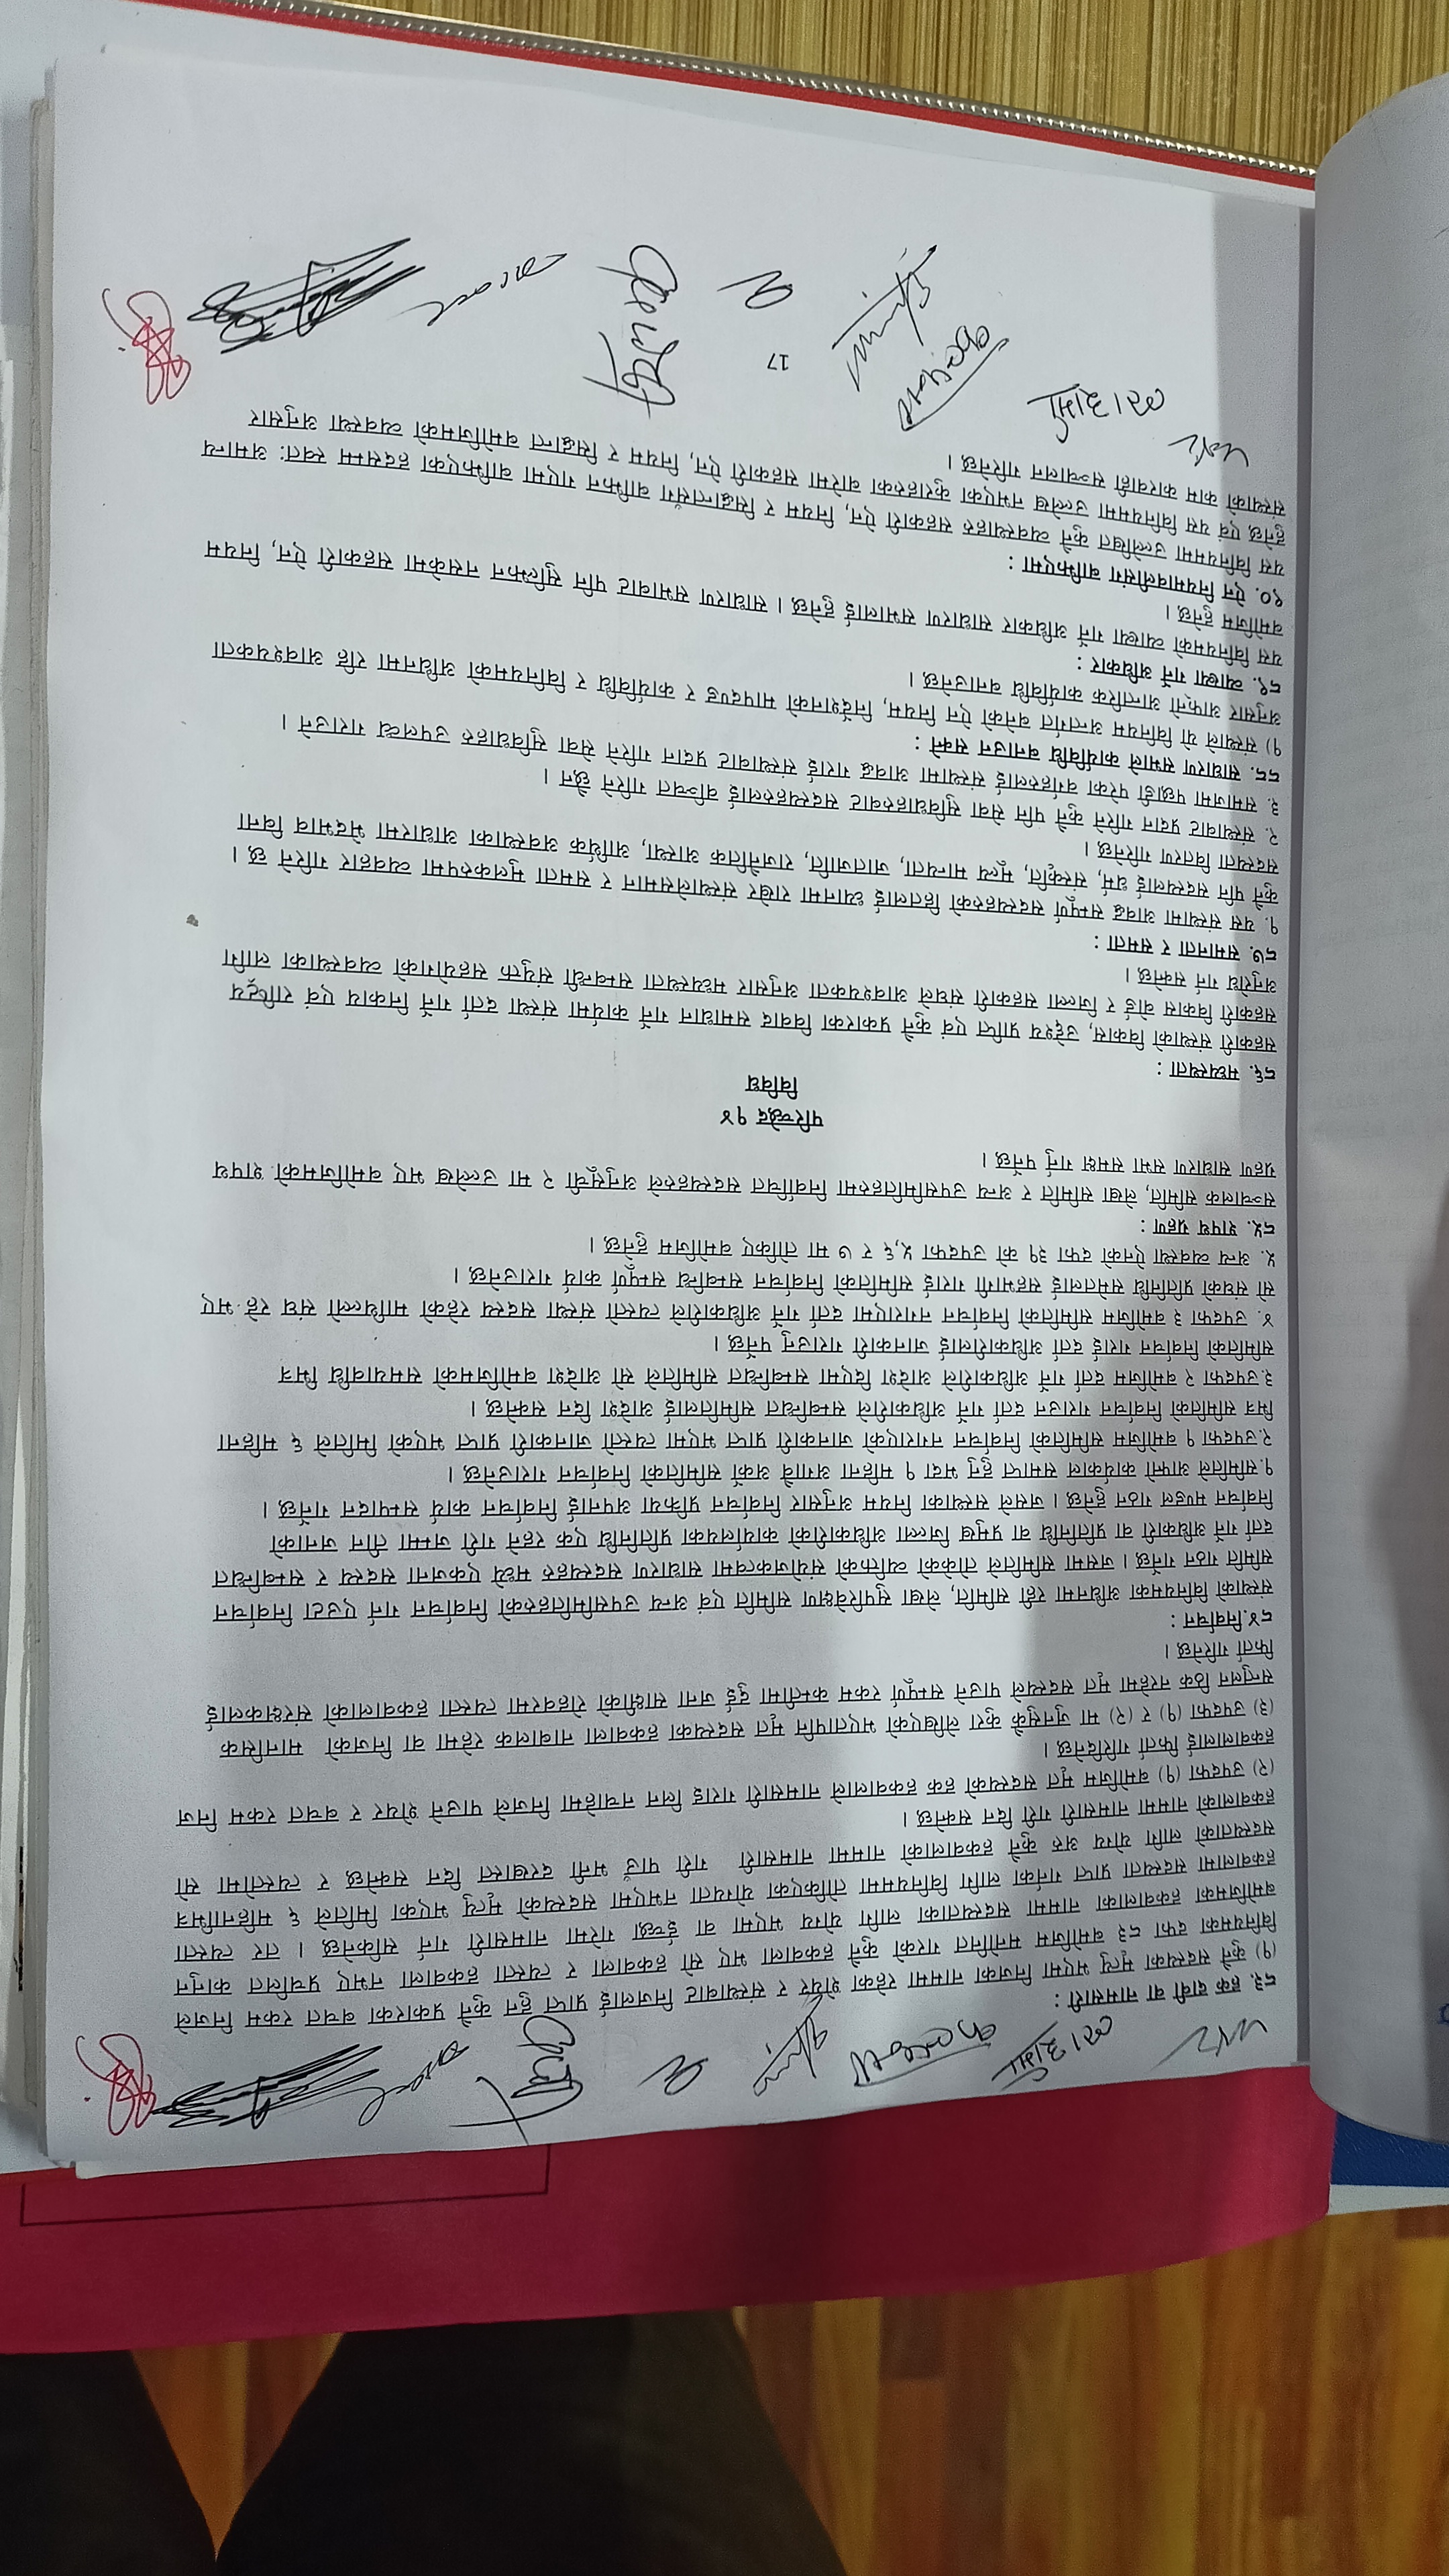 लता शर्मा
कल्पना
८३. हक दावी वा नामसारी :
(१) कुनै सदस्यका मृत्यु भएमा निजका नाममा रहेका शेयर र संस्थाबाट निजलाई प्राप्त हुन कुनै प्रकारका बचत रकम निजले
विनियमका दफा ८३ बमोजिम मनोनित गरको कुनै हकवाला भए सो हकवाला र त्यस्ता हकवाला नभए प्रचलित कानुन
बमोजिमका हकवालाका नाममा सदस्यताका लागि योग्य भएमा वा ईच्छा गरेमा नामसारी गर्न सकिनेछ । तर त्यस्ता
हकवालामा सदस्यता प्राप्त गर्नका लागि विनियममा तोकिएका योग्यता नभएमा सदस्यको मृत्यु भएका मितिले ६ महिनाभित्र
सदस्यताको लागि योग्य अरु कुनै हकवालाको नाममा नामसारी गरी पाउँ भनी दरखास्त दिन सक्नेछ र त्यस्तोमा सो
हकवालाको नाममा नामसारी गरी दिन सक्नेछ ।
(२) उपदफा (१) बमोजिम मृत सदस्यको हक हकवालाले नामसारी गराइ लिन नचाहेमा निजले पाउने शेयर र बचत रकम निज
हकवालालाई फिर्ता गरिदिनेछ ।
(३) उपदफा (१) र (२) मा जुनसुकै कुरा लेखिएको भएतापनि मृत सदस्यका हकवाला नाबालक रहेमा वा निजको मानसिक
सन्तुलन ठिक नरहेमा मृत सदस्यले पाउने सम्पूर्ण रकम कम्तीमा दुई जना साक्षीको रोहवरमा त्यस्ता हकवालाको संरक्षकलाई
फिर्ता गरिनेछ ।
८४.निर्वाचन :
संस्थाको विनियमका अधिनमा रही समिति, लेखा सुपरिवेक्षण समिति एवं अन्य उपसमितिहरुको निर्वाचन गर्न एउटा निर्वाचन
समिति गठन गर्नेछ । जसमा समितिले तोकेको व्यक्तिको संयोजकत्वमा साधारण सदस्यहरु मध्ये एकजना सदस्य र सम्बन्धित
दर्ता गर्ने अधिकारी वा प्रतिनिधि वा प्रमुख जिल्ला अधिकारीको कार्यालयका प्रतिनिधि एक रहने गरी जम्मा तीन जनाको
निर्वाचन मण्डल गठन हुनेछ । जसले सस्थाका नियम अनुसार निर्वाचन प्रक्रिया अपनाई निर्वाचन कार्य सम्पादन गर्नेछ ।
१.समितिले आफ्नो कार्यकाल समाप्त हुनु भदा १ महिना अगावै अर्को समितिको निर्वाचन गराउनेछ ।
२.उपदफा १ बमोजिम समितिको निर्वाचन नगराएको जानकारी प्राप्त भएमा त्यस्तो जानकारी प्राप्त भएको मितिले ६ महिना
भित्र समितिको निर्वाचन गराउन दर्ता गर्ने अधिकारीले सम्बन्धित समितिलाई आदेश दिन सक्नेछ ।
३.उपदफा २ बमोजिम दर्ता गर्ने अधिकारीले आदेश दिएमा सम्बन्धित समितिले सो आदेश बमोजिमको समयावधि भित्र
समितिको निर्वाचन गराई दर्ता अधिकारीलाई जानकारी गराउनु पर्नेछ ।
४. उपदफा ३ बमोजिम समितिको निर्वाचन नगराएमा दर्ता गर्ने अधिकारीले त्यस्तो संस्था सदस्य रहेको माथिल्लो संघ रहे भए
सो संघको प्रतिनिधि समेतलाई सहभागी गराई समितिको निर्वाचन सम्बन्धि सम्पूर्ण कार्य गराउनेछ ।
५. अन्य व्यवस्था ऐनको दफा ३१ को उपदफा ५,६ र ७ मा तोकिए वमोजिम हुनेछ ।
८५. शपथ ग्रहण :
सञ्चालक समिति, लेखा समिति र अन्य उपसमितिहरुमा निर्वाचित सदस्यहरुले अनुसूची २ मा उल्लेख भए बमोजिमको शपथ
ग्रहण साधारण सभा समक्ष गर्नु पर्नेछ ।
परिच्छेद १४
विविध
८६. मध्यस्थता :
सहकारी संस्थाको विकास, उद्देश्य प्राप्ति एवं कुनै प्रकारका विवाद समाधान गर्ने कार्यमा संस्था दर्ता गर्ने निकाय एवं राष्ट्रिय
सहकारी विकास बोर्ड र जिल्ला सहकारी संघले आवश्यकता अनुसार मध्यस्थता सम्बन्धी संयुक्त सहयोगको व्यवस्थाका लागि
अनुरोध गर्न सक्नेछ ।
८७. समानता र समता :
१. यस संस्थामा आवद्ध सम्पूर्ण सदस्यहरुको हितलाई ध्यानमा राखेर संस्थालेसमान र समता मुलकरुपमा व्यवहार गरिने छ ।
कुनै पनि सदस्यलाई धर्म, संस्कृति, मूल्य मान्यता, जातजाति, राजनैतिक आस्था, आर्थिक अवस्थाका आधारमा भेदभाव विना
सदस्यता वितरण गरिनेछ ।
२. संस्थावाट प्रदान गरिने कुनै पनि सेवा सुविधाहरुबाट सदस्यहरुलाई वञ्चित गरिने छैन ।
३. समाजमा पछाडी परेका वर्गहरुलाई संस्थामा आवद्ध गराई संस्थावाट प्रदान गरिने सेवा सुविधाहरु उपलव्ध गराउने ।
८८. साधारण सभाले कार्यविधि बनाउन सक्ने :
१) संस्थाले यो विनियम अन्तर्गत बनेको ऐन नियम, निर्देशनको मापदण्ड र कार्यविधि र विनियमको अधिनमा रहि आवश्यकता
अनुसार आफ्‌नो आन्तरिक कार्यविधि बनाउनेछ ।
८९. व्याख्या गर्ने अधिकार :
यस विनियमको व्याख्या गर्ने अधिकार साधारण सभालाई हुनेछ । साधारण सभावाट पनि सुल्झिन नसकेमा सहकारी ऐन, नियम
बमोजिम हुनेछ ।
९०. ऐन नियमावलीसंग बाझिएमा :
यस विनियममा उल्लेखित कुनै व्यवस्थाहरु सहकारी ऐन, नियम र सिद्धान्तसँग बाझिन गएमा बाझिएका हदसम्म स्वतः अमान्य
हुनेछ एवं यस विनियममा उल्लेख नभएका कुराहरुका बारेमा सहकारी ऐन, नियम र सिद्धान्त बमोजिमको व्यवस्था अनुसार
संस्थाको काम कारवाही सञ्चालन गरिनेछ ।
लता शर्मा
कल्पना
17